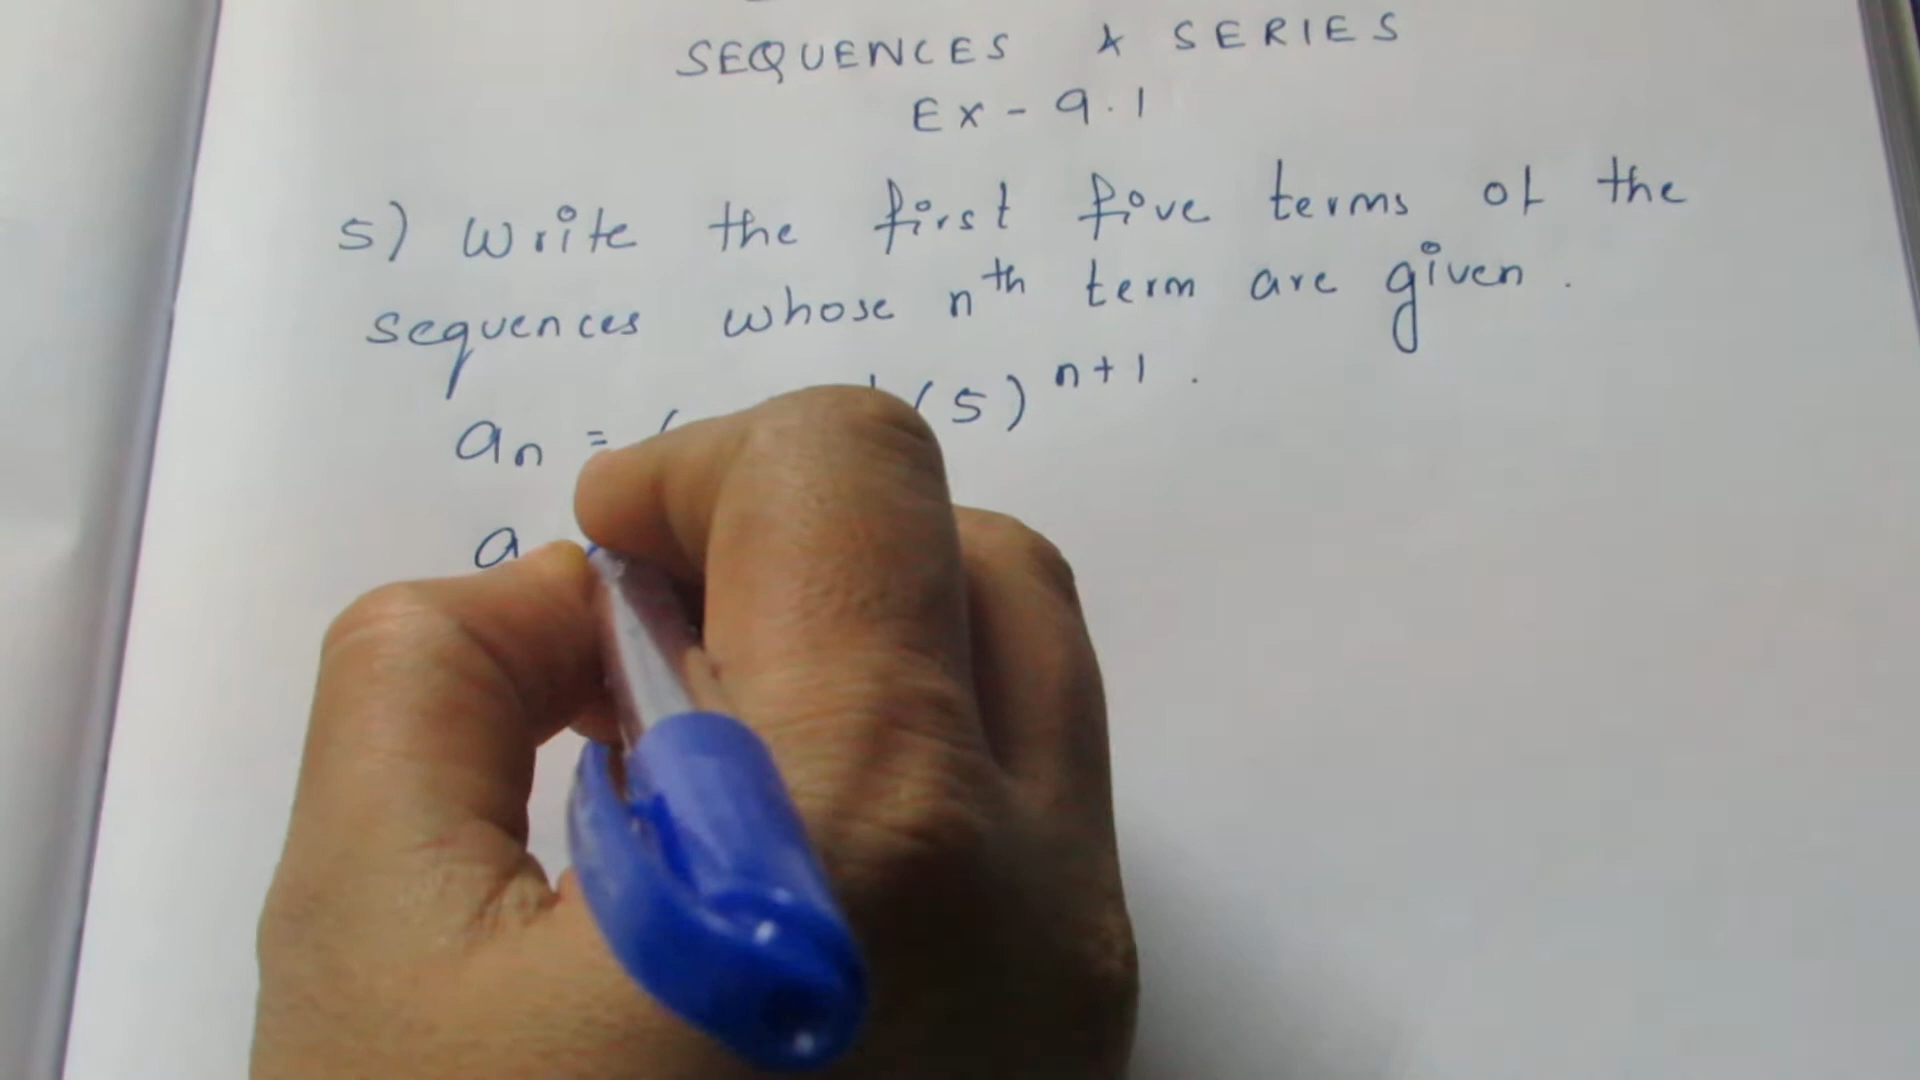 SEQUENCES & SERIES
Ex - 9.1
5) Write the first five terms of the
sequences whose nth term are given.
an = ( (5)^n+1.
a